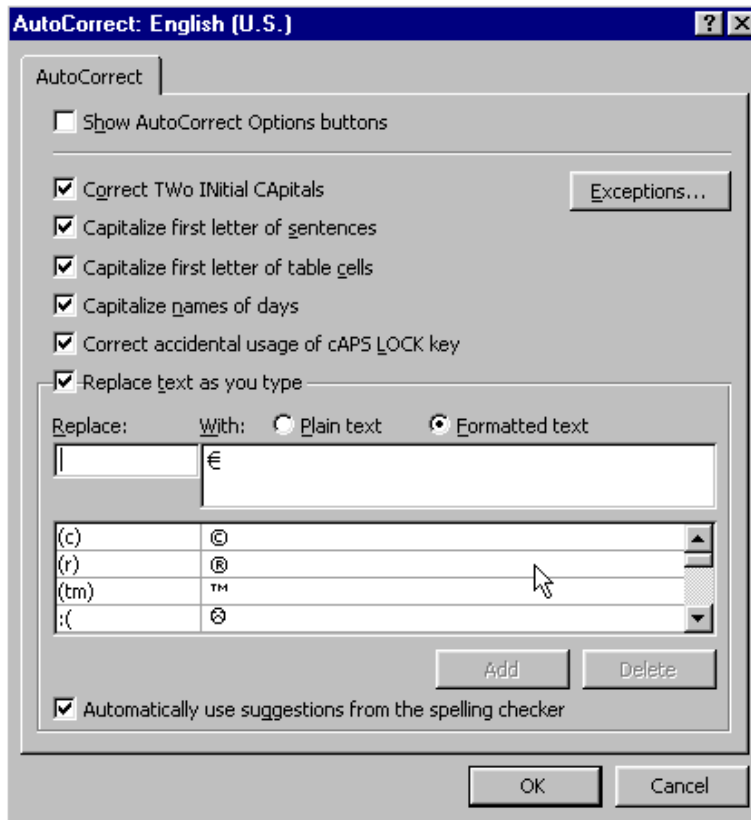 AutoCorrect: English (U.S.)
AutoCorrect
Show AutoCorrect Options buttons
Correct TWo INitial CApitals
Exceptions...
Capitalize first letter of sentences
Capitalize first letter of table cells
Capitalize names of days
Correct accidental usage of cAPS LOCK key
Replace text as you type
Replace: With: Plain text Formatted text
€
(c) ©
(r) ®
(tm) ™
:( ☹
Add Delete
Automatically use suggestions from the spelling checker
OK Cancel